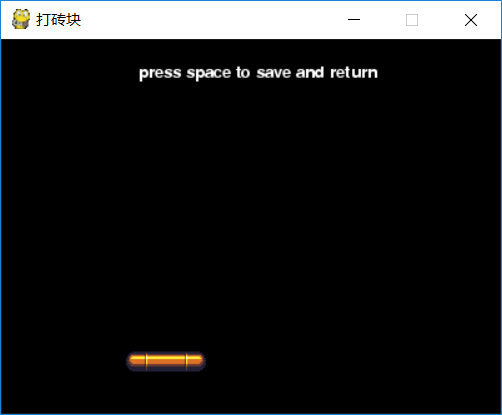 打砖块
press space to save and return